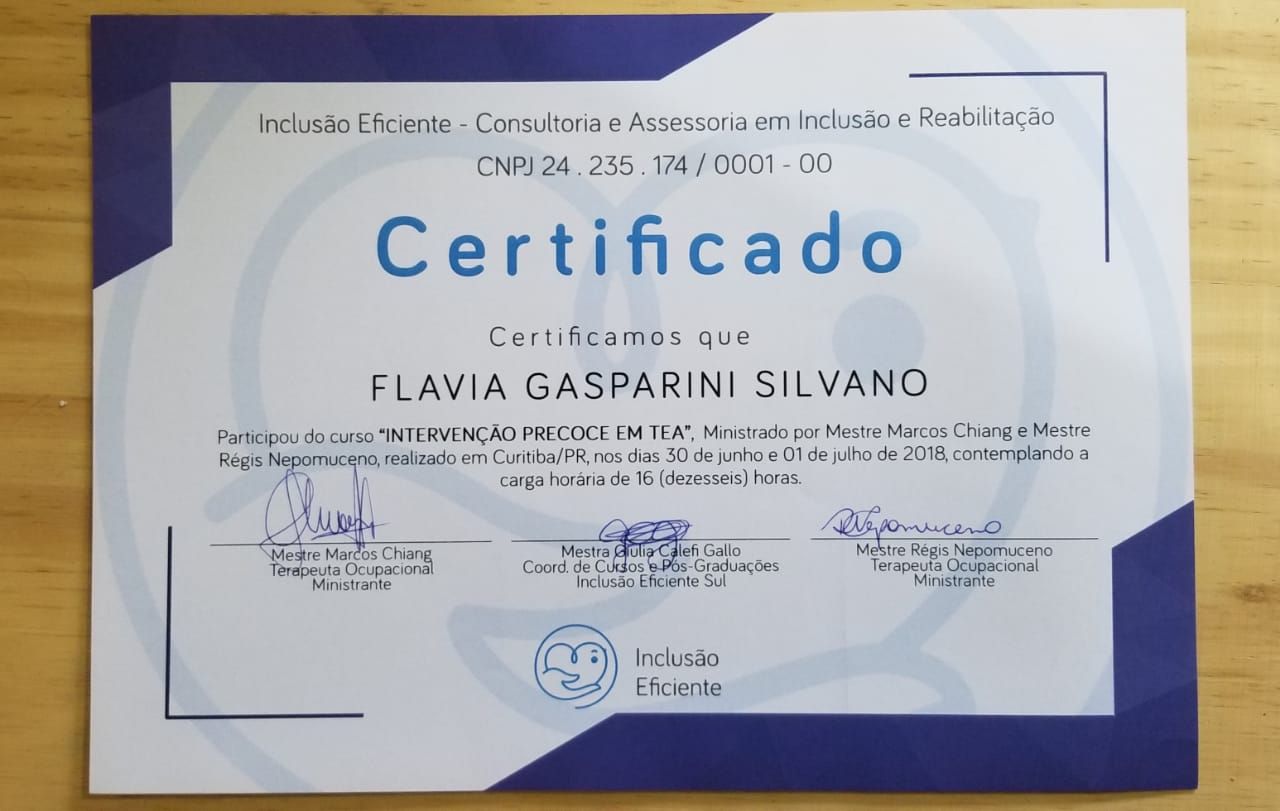 Inclusão Eficiente - Consultoria e Assessoria em Inclusão e Reabilitação
CNPJ 24 . 235 . 174 / 0001 - 00
Certificado
Certificamos que
FLAVIA GASPARINI SILVANO
Participou do curso “INTERVENÇÃO PRECOCE EM TEA”, Ministrado por Mestre Marcos Chiang e Mestre
Régis Nepomuceno, realizado em Curitiba/PR, nos dias 30 de junho e 01 de julho de 2018, contemplando a
carga horária de 16 (dezesseis) horas.
Mestre Marcos Chiang
Terapeuta Ocupacional
Ministrante
Mestra Giulia Calefi Gallo
Coord. de Cursos e Pós-Graduações
Inclusão Eficiente Sul
Mestre Régis Nepomuceno
Terapeuta Ocupacional
Ministrante
Inclusão
Eficiente